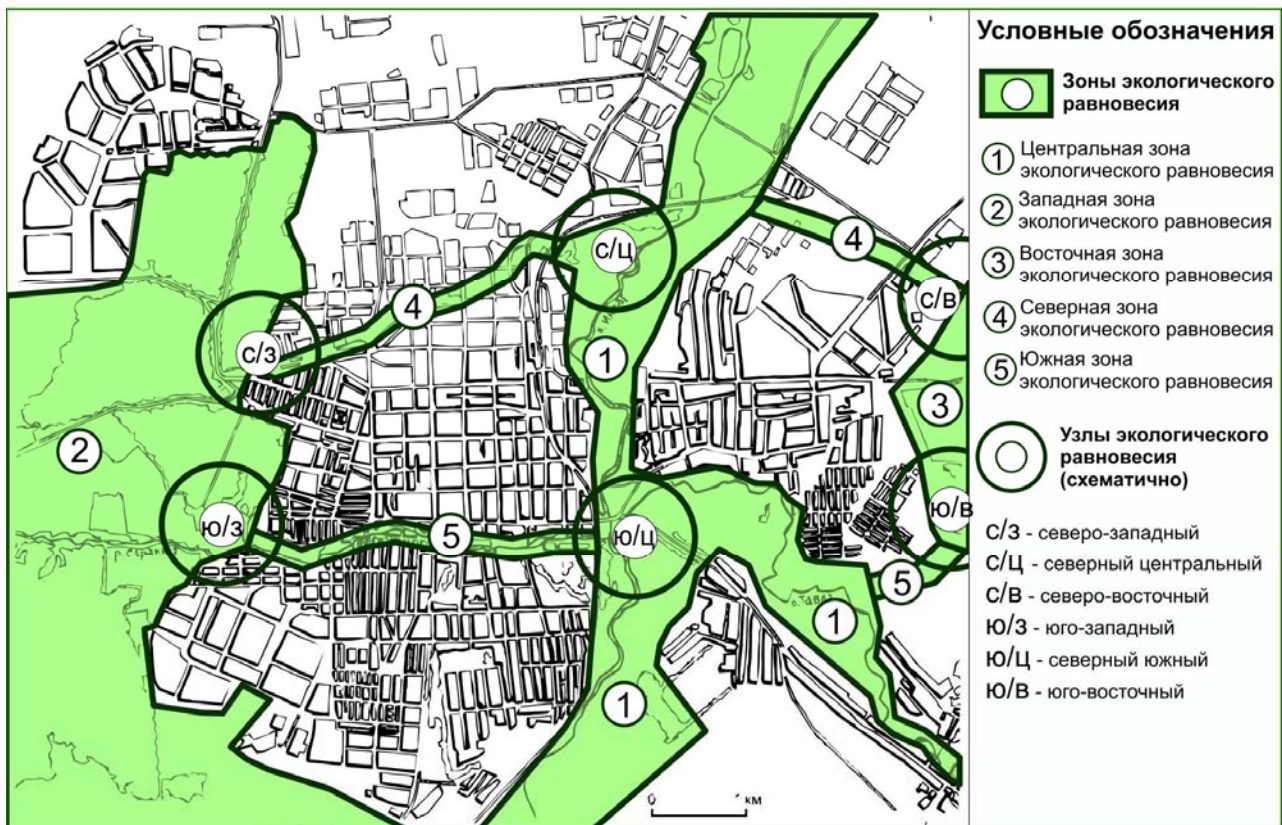 Условные обозначения
Зоны экологического
равновесия
1 Центральная зона
экологического равновесия
2 Западная зона
экологического равновесия
3 Восточная зона
экологического равновесия
4 Северная зона
экологического равновесия
5 Южная зона
экологического равновесия
Узлы экологического
равновесия
(схематично)
С/З - северо-западный
С/Ц - северный центральный
С/В - северо-восточный
Ю/З - юго-западный
Ю/Ц - северный южный
Ю/В - юго-восточный
4
С/Ц
С/В
4
С/З
1
3
2
Ю/З
5
Ю/Ц
Ю/В
5
1
1
0
км